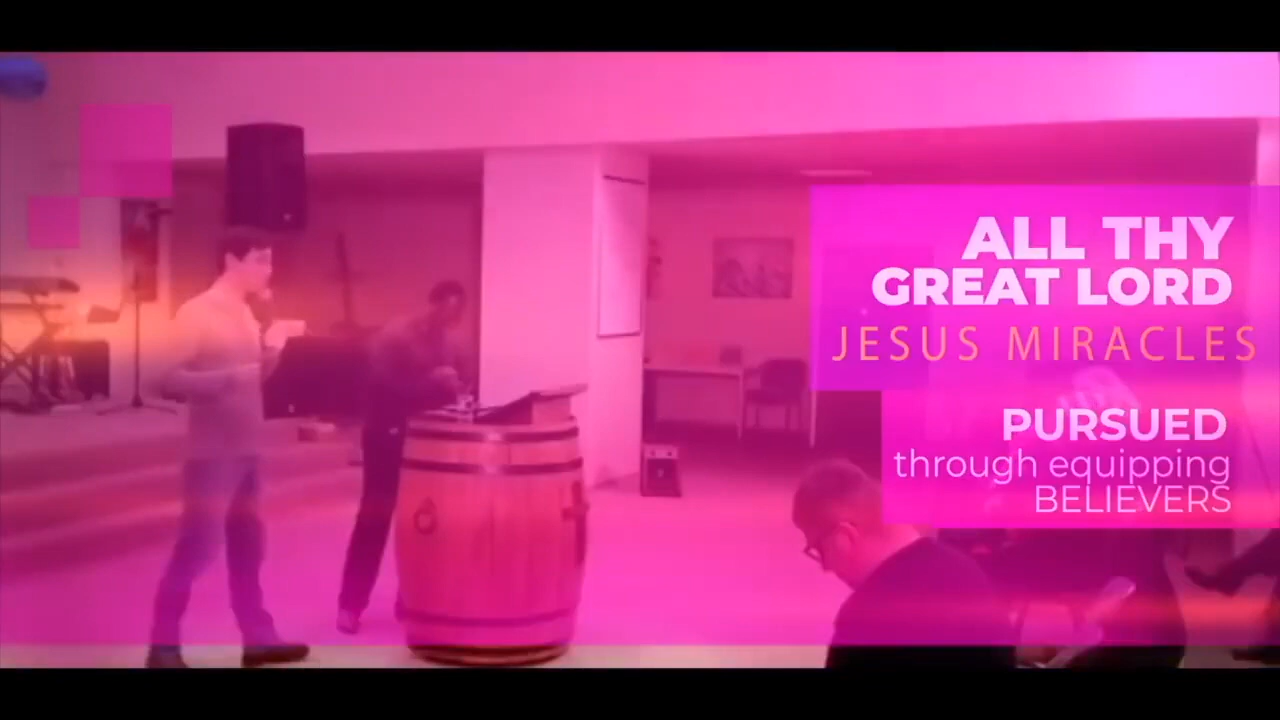 ALL THY
GREAT LORD
JESUS MIRACLES
PURSUED
through equipping
BELIEVERS